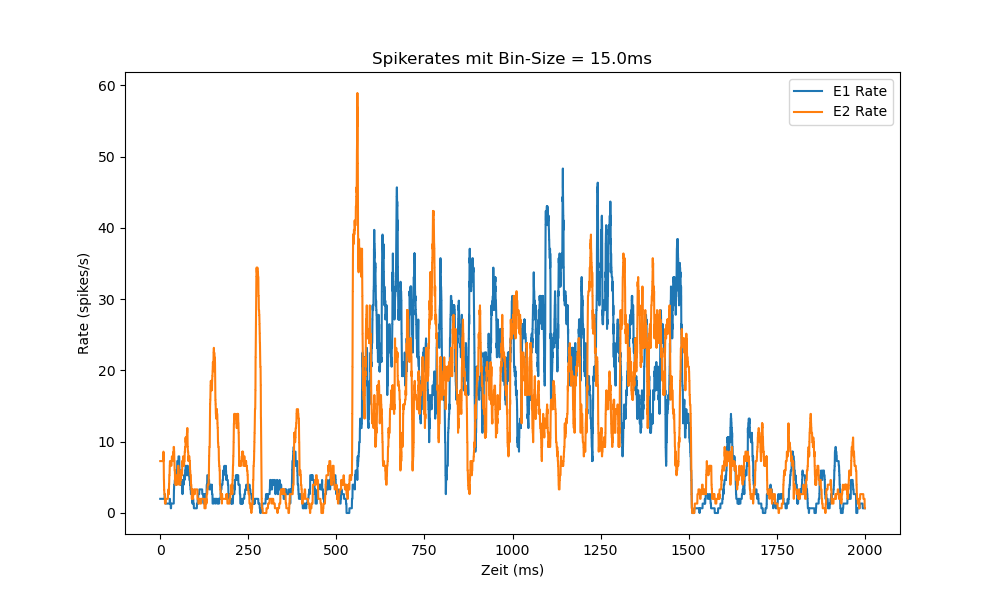 Spikerates mit Bin-Size = 15.0ms
E1 Rate
E2 Rate
60
50
40
30
20
10
0
Rate (spikes/s)
0 250 500 750 1000 1250 1500 1750 2000
Zeit (ms)